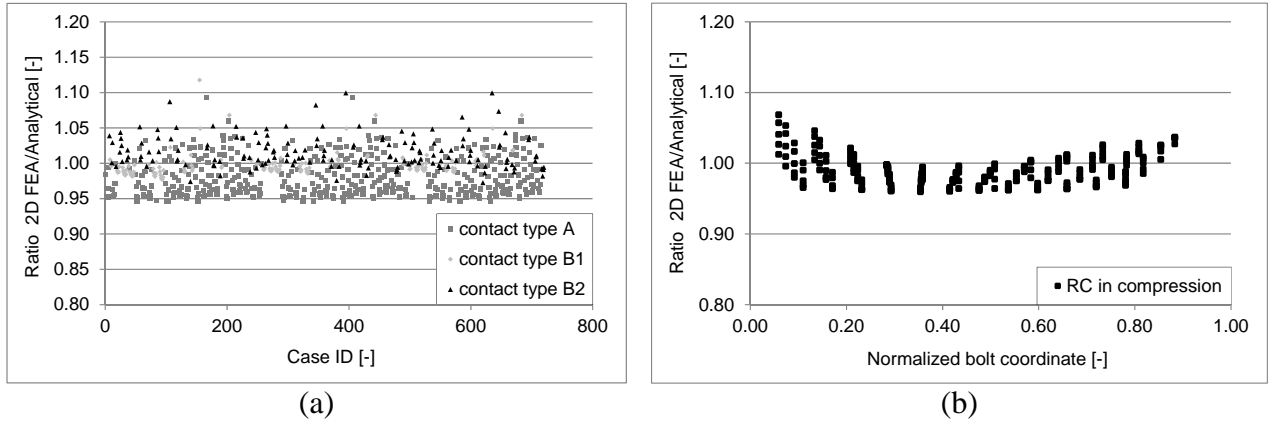 1.20
1.15
1.10
1.05
1.00
0.95
0.90
0.85
0.80
Ratio 2D FEA/Analytical [-]
0 200 400 600 800
Case ID [-]
contact type A
contact type B1
contact type B2
(a)
1.20
1.10
1.00
0.90
0.80
Ratio 2D FEA/Analytical [-]
0.00 0.20 0.40 0.60 0.80 1.00
Normalized bolt coordinate [-]
RC in compression
(b)